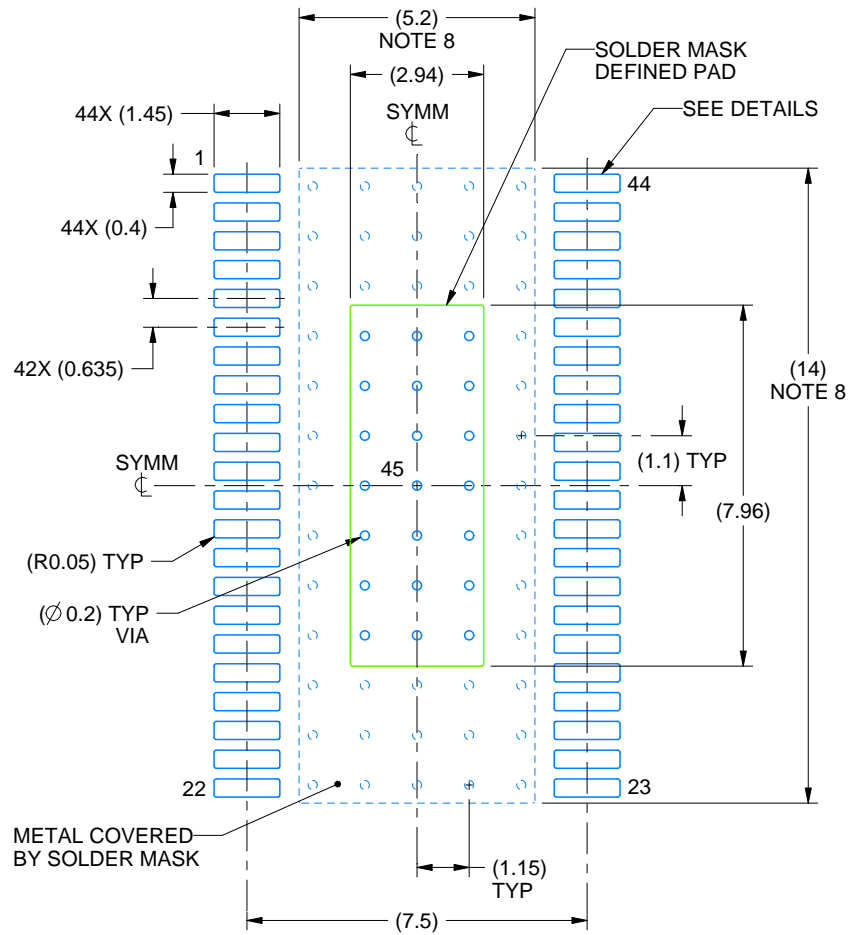 (5.2)
NOTE 8
(2.94)
SOLDER MASK
DEFINED PAD
44X (1.45)
SYMM
℄
SEE DETAILS
1
44
44X (0.4)
42X (0.635)
(14)
NOTE 8
(1.1) TYP
SYMM
℄
45
(7.96)
(R0.05) TYP
(∅ 0.2) TYP
VIA
22
23
METAL COVERED
BY SOLDER MASK
(1.15)
TYP
(7.5)